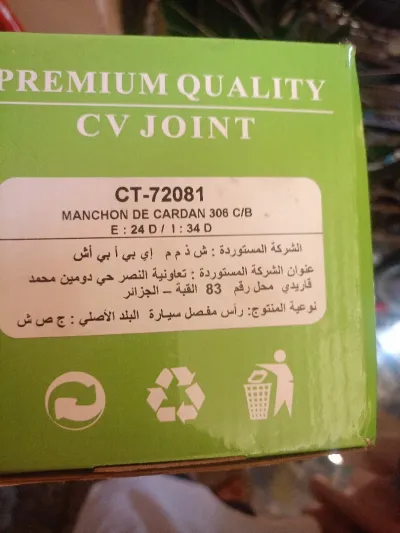 PREMIUM QUALITY
CV JOINT
CT-72081
MANCHON DE CARDAN 306 C/B
E : 24 D / I : 34 D
الشركة المستوردة : ش ذ م م إي بي أ بي أش
عنوان الشركة المستوردة : تعاونية النصر حي دومين محمد
قاريدي محل رقم 83 القبة – الجزائر
نوعية المنتوج: رأس مفصل سيارة البلد الأصلي: ج ص ش